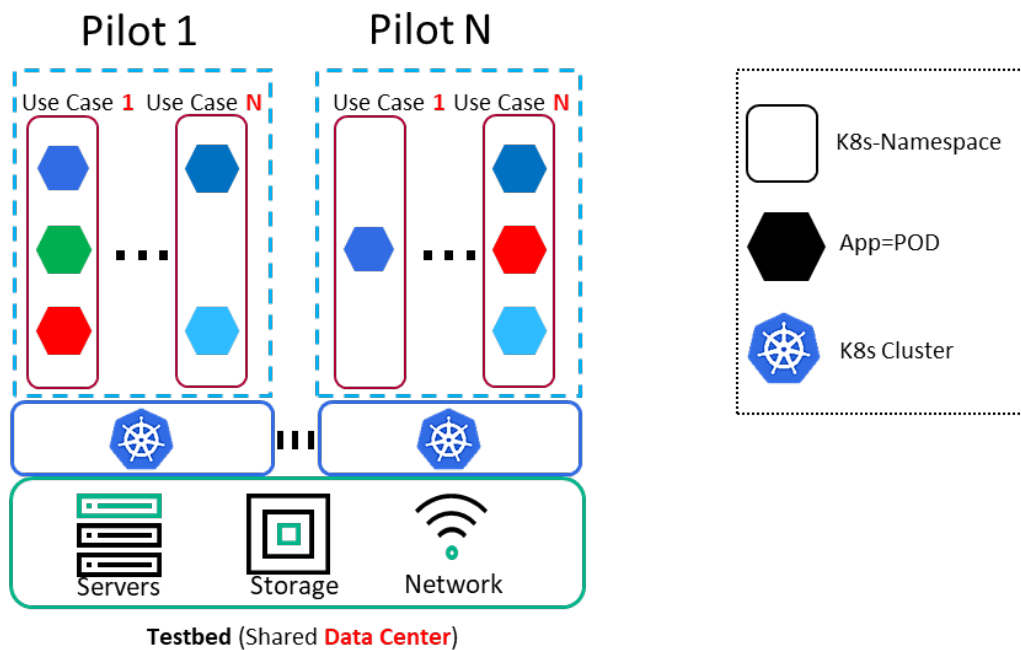 Pilot 1
Pilot N
Use Case 1 Use Case N
Use Case 1 Use Case N
K8s-Namespace
App=POD
K8s Cluster
Servers
Storage
Network
Testbed (Shared Data Center)